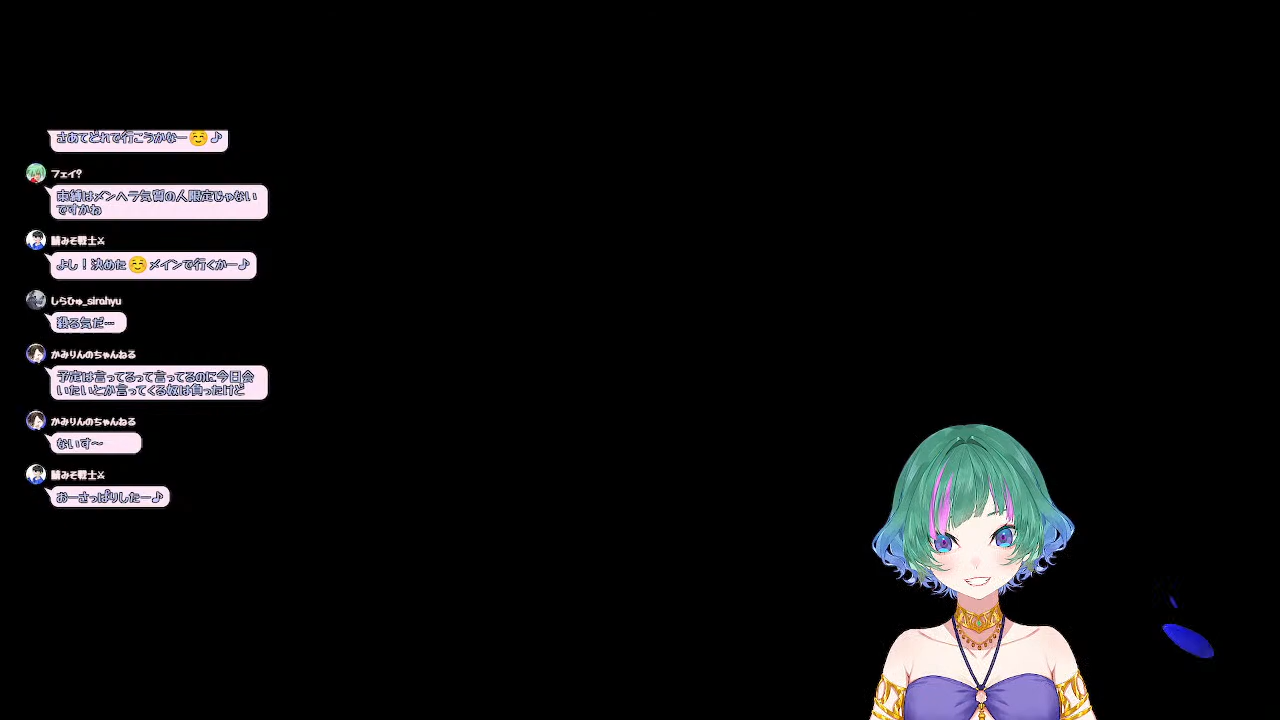 さあてどれで行こうかなー☺️♪
フェイ?
束縛はメンヘラ気質の人限定じゃない
ですかね
鯖みそ戦士⚔
よし！決めた☺️メインで行くかー♪
しらひゅ_sirahyu
殺る気だ…
かみりんのちゃんねる
予定は言ってるって言ってるのに今日会
いたいとか言ってくる奴は負ったけど
かみりんのちゃんねる
ないす〜
鯖みそ戦士⚔
おーさっぱりしたー♪